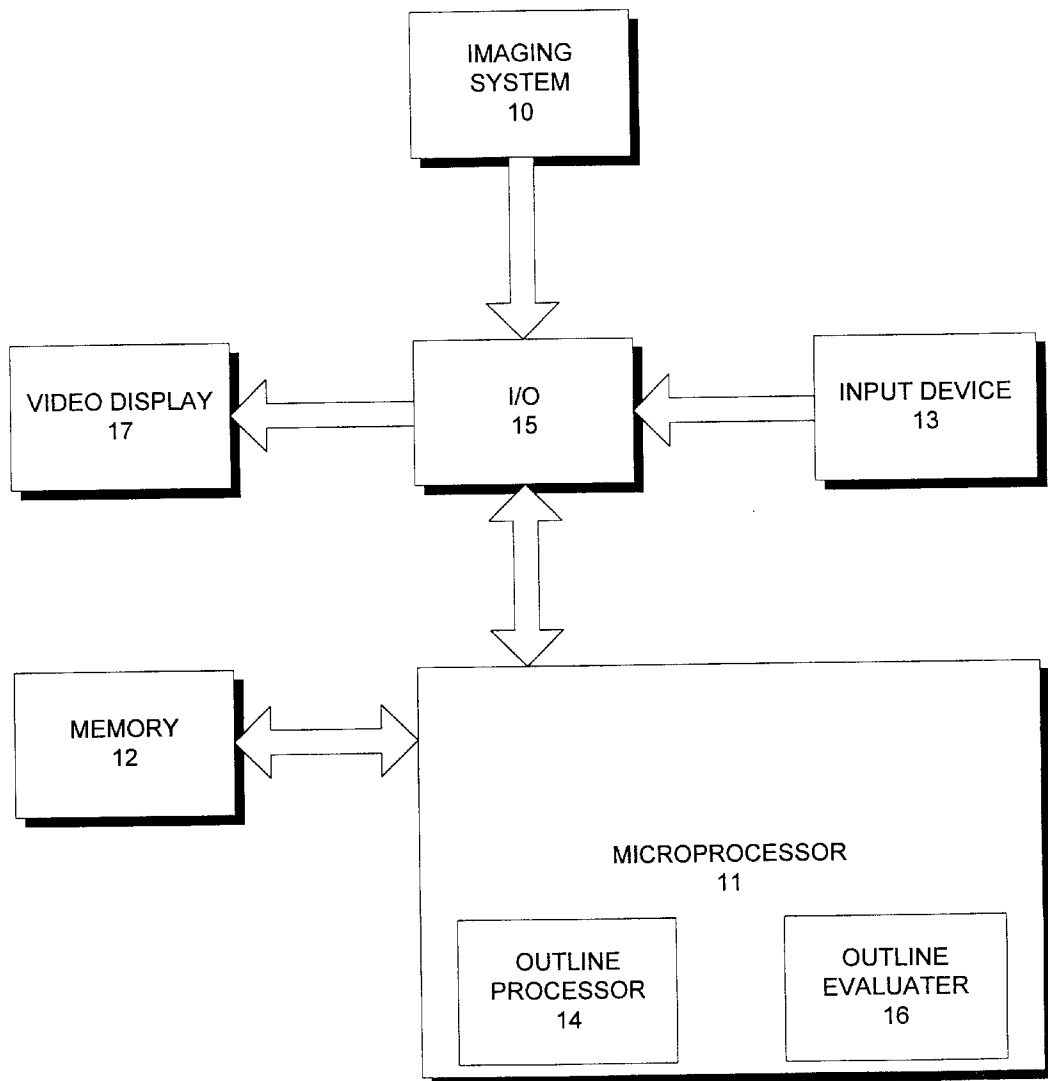 IMAGING
SYSTEM
10
VIDEO DISPLAY
17
I/O
15
INPUT DEVICE
13
MEMORY
12
MICROPROCESSOR
11
OUTLINE
PROCESSOR
14
OUTLINE
EVALUATER
16